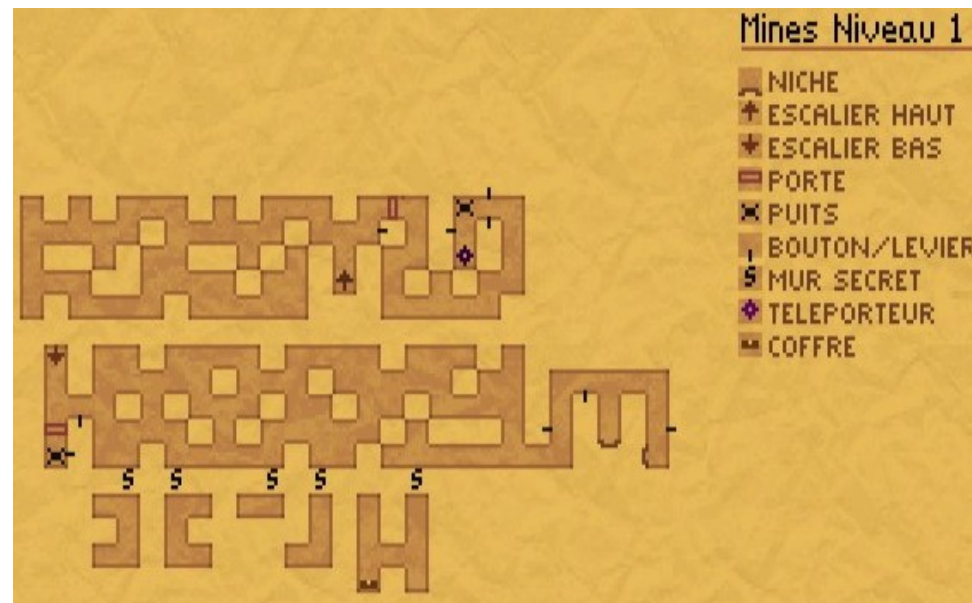 Mines Niveau 1
NICHE
ESCALIER HAUT
ESCALIER BAS
PORTE
PUITS
BOUTON/LEVIER
S MUR SECRET
TELEPORTEUR
COFFRE
S S S S S